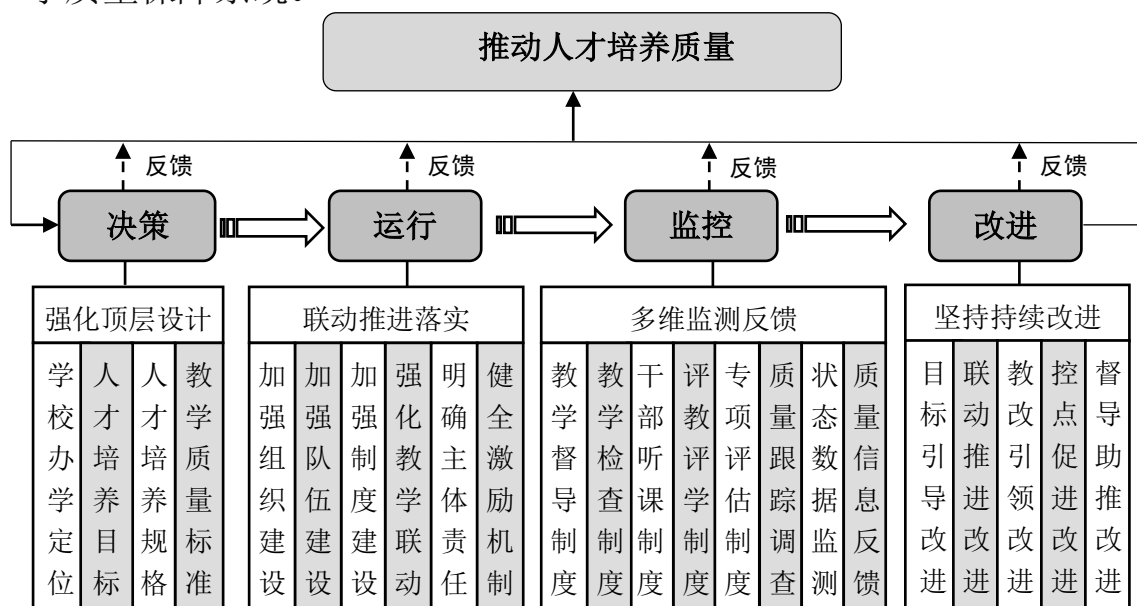 推动人才培养质量
反馈
反馈
反馈
反馈
决策
运行
监控
改进
强化顶层设计
联动推进落实
多维监测反馈
坚持持续改进
学校办学定位
人才培养目标
人才培养规格
教学质量标准
加强组织建设
加强队伍建设
加强制度建设
强化教学联动
明确主体责任
健全激励机制
教学督导制度
教学检查制度
干部听课制度
评教评学制度
专项评估制度
质量跟踪调查
状态数据监测
质量信息反馈
目标引导改进
联动推进改进
教改引领改进
控点促进改进
督导助推改进